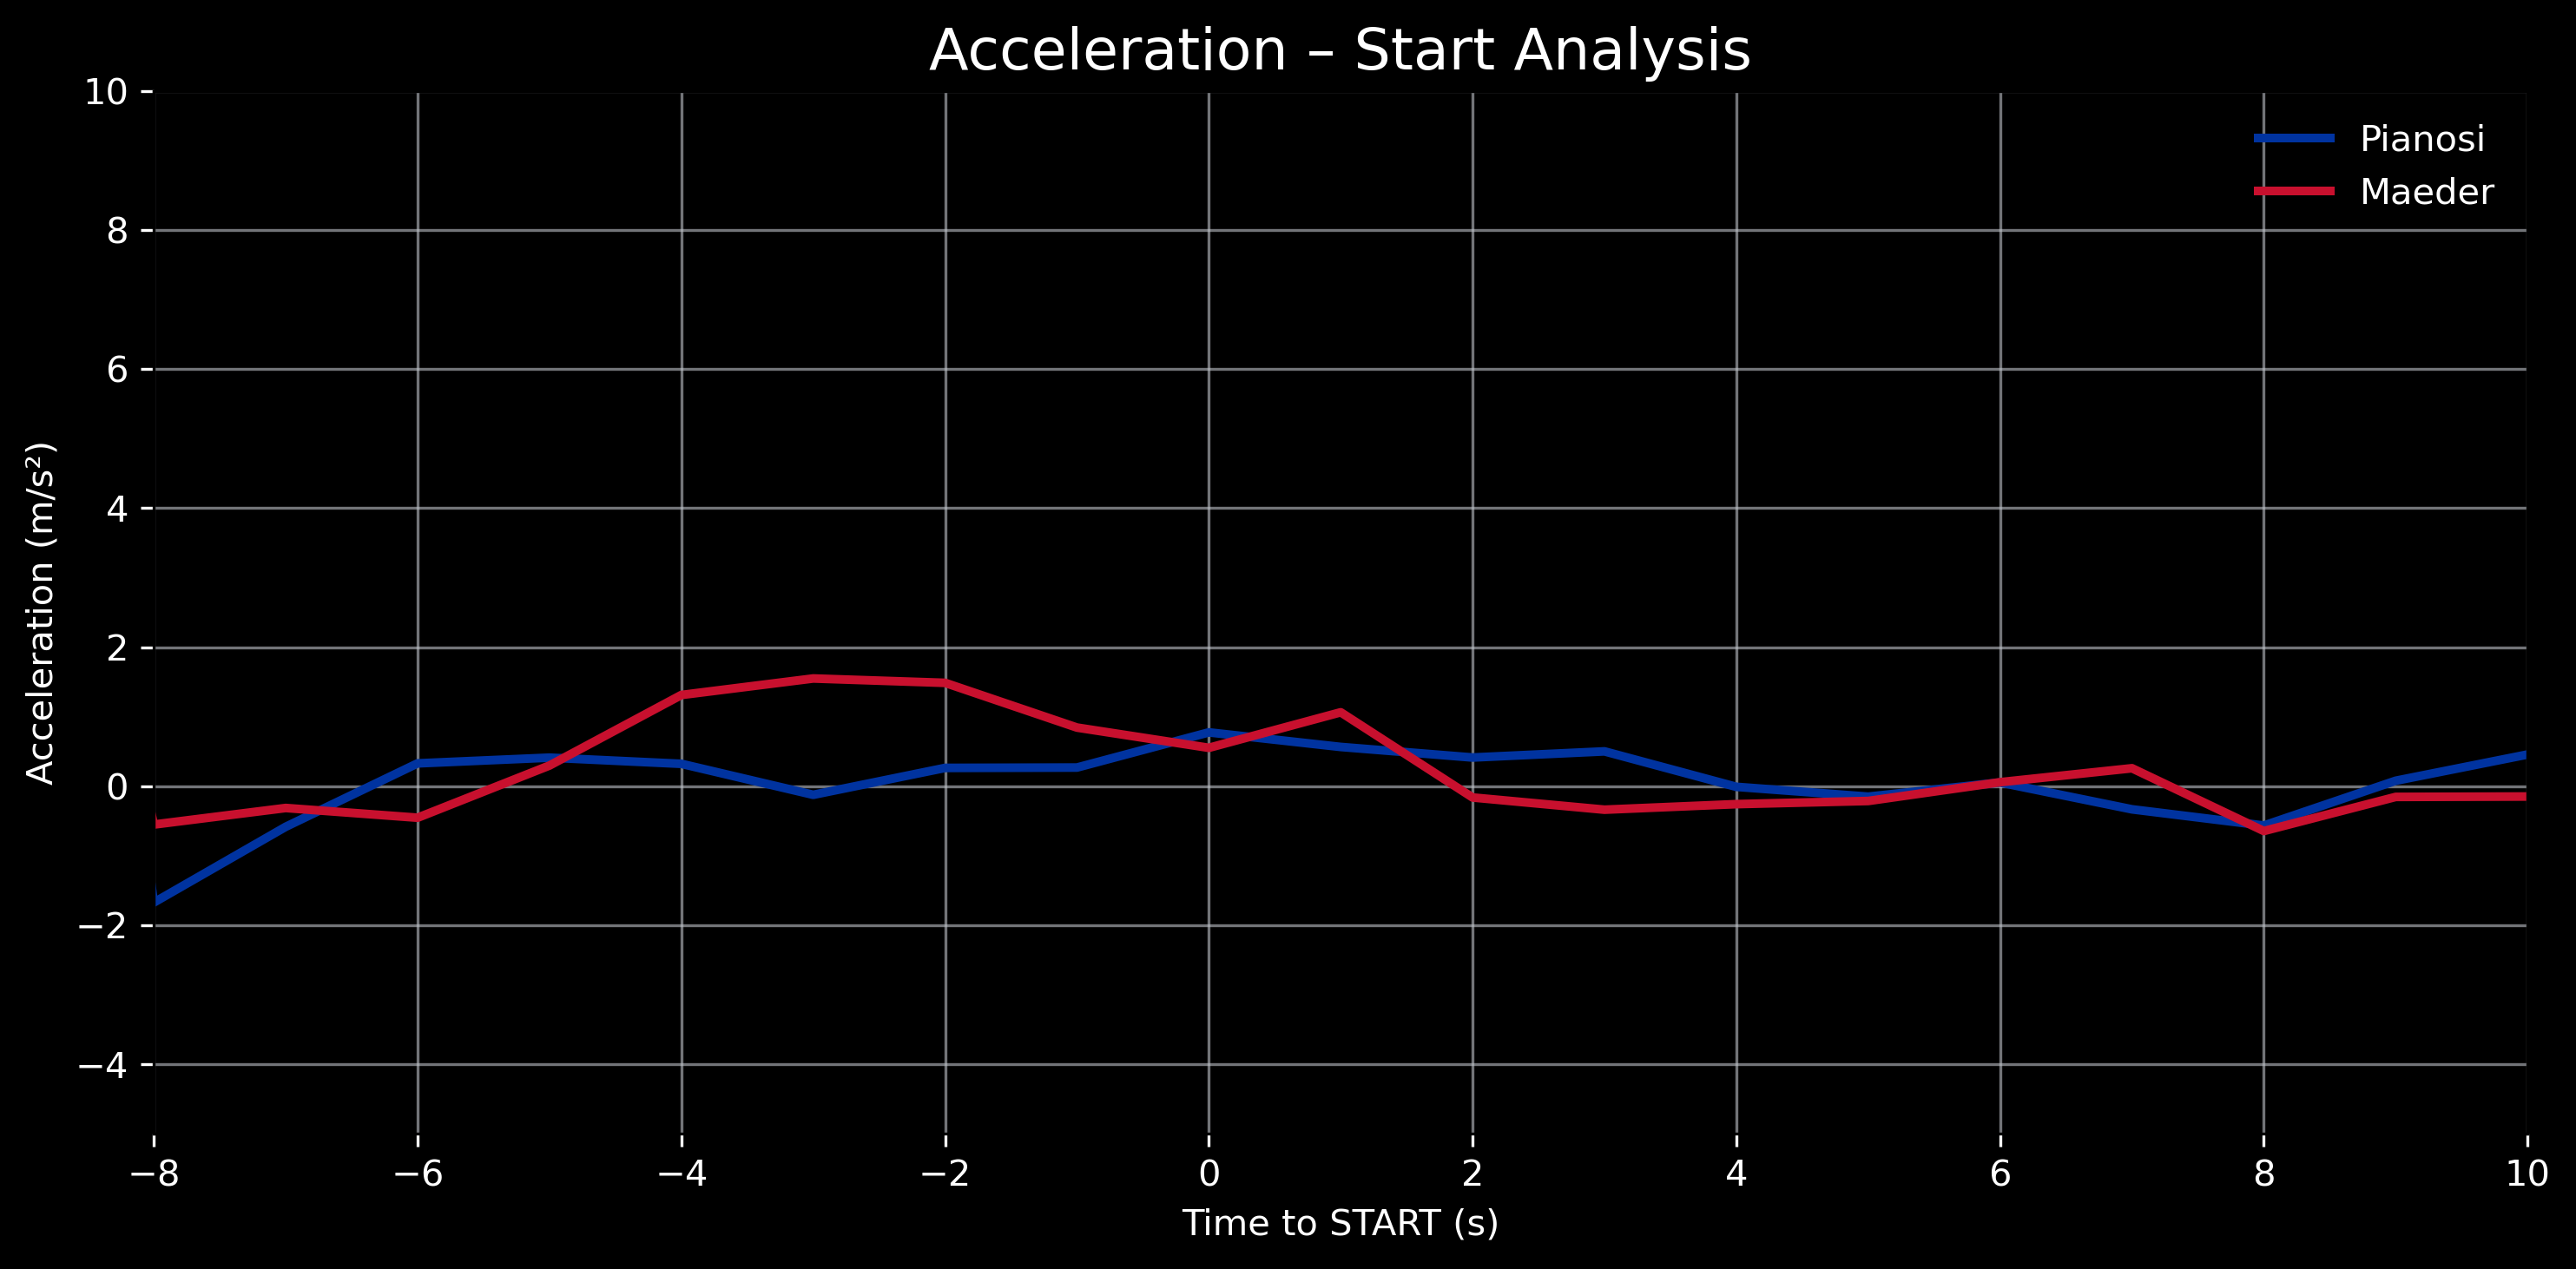 Acceleration – Start Analysis
Pianosi
Maeder
Acceleration (m/s²)
10
8
6
4
2
0
−2
−4
−8 −6 −4 −2 0 2 4 6 8 10
Time to START (s)